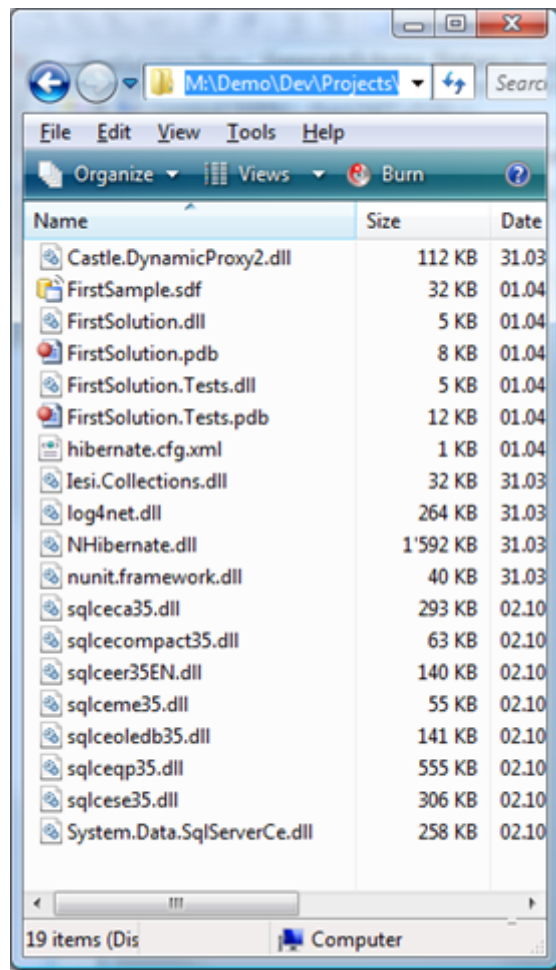 M:\Demo\Dev\Projects\ Searc
File Edit View Tools Help
Organize Views Burn
Name Size Date
Castle.DynamicProxy2.dll 112 KB 31.03
FirstSample.sdf 32 KB 01.04
FirstSolution.dll 5 KB 01.04
FirstSolution.pdb 8 KB 01.04
FirstSolution.Tests.dll 5 KB 01.04
FirstSolution.Tests.pdb 12 KB 01.04
hibernate.cfg.xml 1 KB 01.04
Iesi.Collections.dll 32 KB 31.03
log4net.dll 264 KB 31.03
NHibernate.dll 1'592 KB 31.03
nunit.framework.dll 40 KB 31.03
sqlceca35.dll 293 KB 02.10
sqlcecompact35.dll 63 KB 02.10
sqlceer35EN.dll 140 KB 02.10
sqlceme35.dll 55 KB 02.10
sqlceoledb35.dll 141 KB 02.10
sqlceqp35.dll 555 KB 02.10
sqlcese35.dll 306 KB 02.10
System.Data.SqlServerCe.dll 258 KB 02.10
19 items (Dis Computer